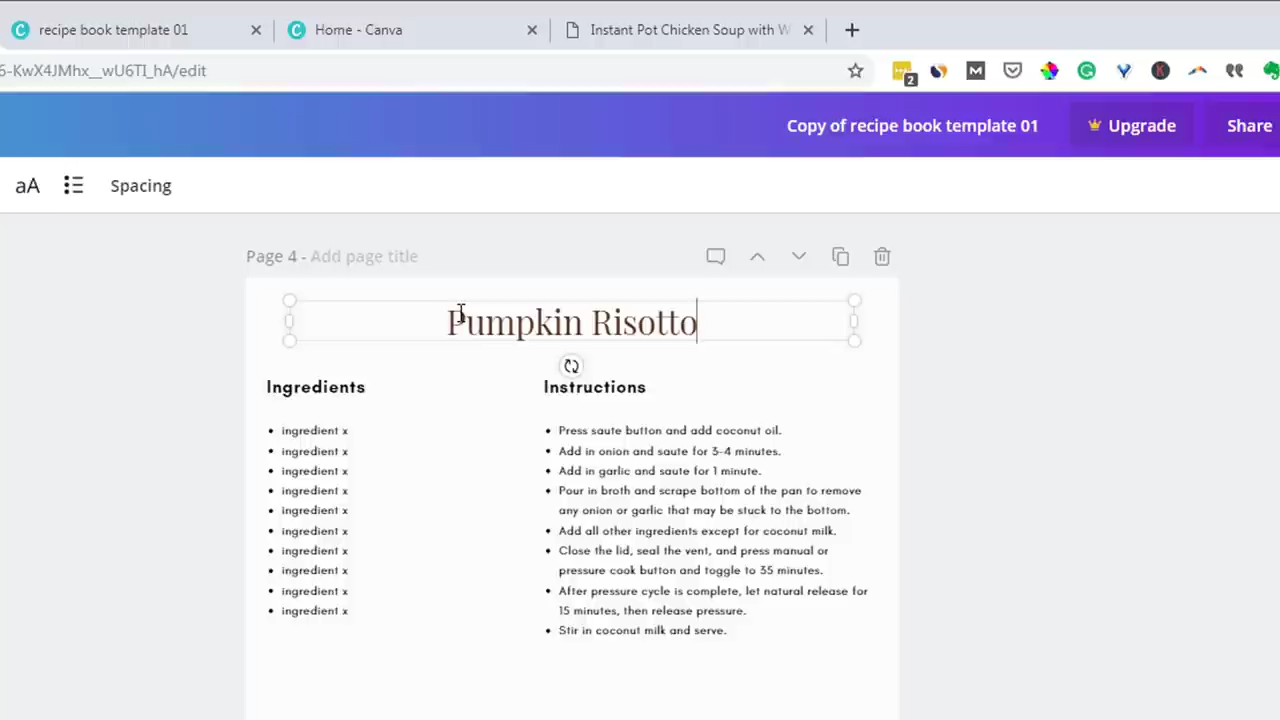 recipe book template 01
Home - Canva
Instant Pot Chicken Soup with W
6-KwX4JMhx__wU6TI_hA/edit
2
Copy of recipe book template 01
Upgrade
Share
aA
Spacing
Page 4 - Add page title
Pumpkin Risotto
Ingredients
ingredient x
ingredient x
ingredient x
ingredient x
ingredient x
ingredient x
ingredient x
ingredient x
ingredient x
ingredient x
Instructions
Press saute button and add coconut oil.
Add in onion and saute for 3-4 minutes.
Add in garlic and saute for 1 minute.
Pour in broth and scrape bottom of the pan to remove
any onion or garlic that may be stuck to the bottom.
Add all other ingredients except for coconut milk.
Close the lid, seal the vent, and press manual or
pressure cook button and toggle to 35 minutes.
After pressure cycle is complete, let natural release for
15 minutes, then release pressure.
Stir in coconut milk and serve.